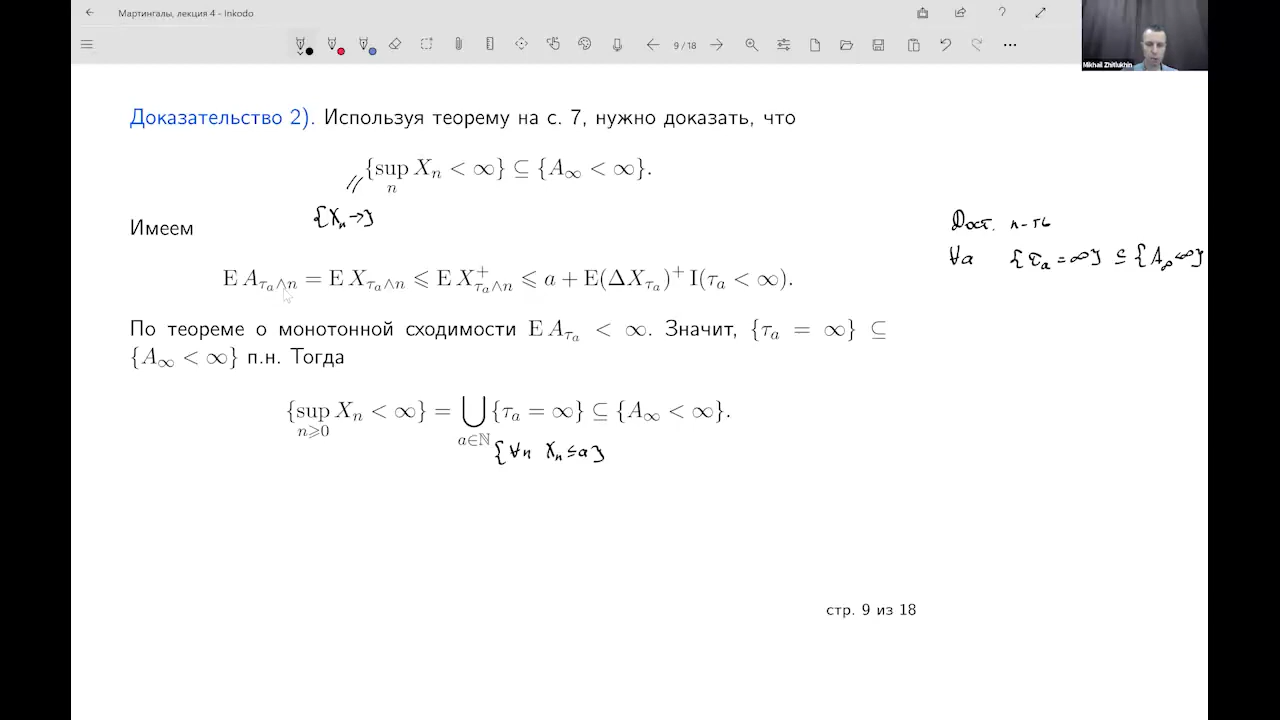 Мартингалы, лекция 4 - Inkodo
9 / 18
Mikhail Zhitlukhin
Доказательство 2). Используя теорему на с. 7, нужно доказать, что
{sup_n X_n < ∞} ⊆ {A_∞ < ∞}.
{X_n →}
Имеем
Дост. п-ть
∀a {τ_a = ∞} ⊆ {A_∞ < ∞}
E A_{τ_a∧n} = E X_{τ_a∧n} ⩽ E X^+_{τ_a∧n} ⩽ a + E(ΔX_{τ_a})^+ I(τ_a < ∞).
По теореме о монотонной сходимости E A_{τ_a} < ∞. Значит, {τ_a = ∞} ⊆
{A_∞ < ∞} п.н. Тогда
{sup_{n⩾0} X_n < ∞} = ⋃_{a∈ℕ} {τ_a = ∞} ⊆ {A_∞ < ∞}.
{∀n X_n ≤ a}
стр. 9 из 18